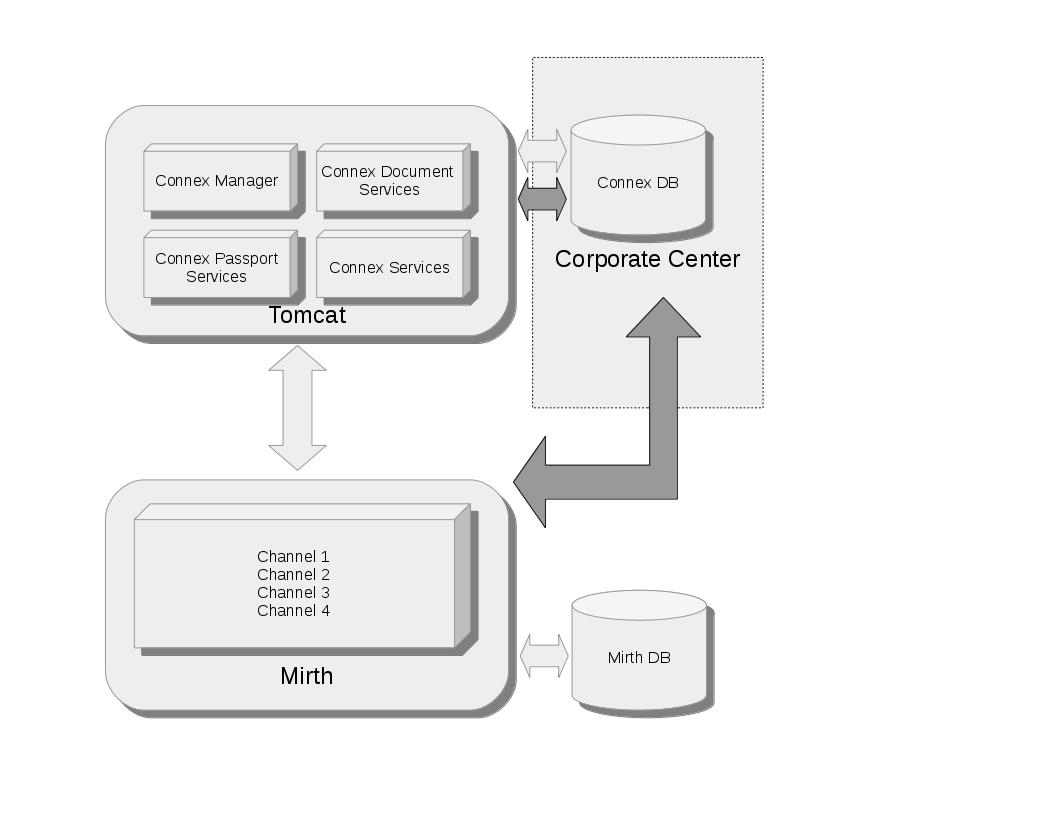 Connex Manager
Connex Document
Services
Connex Passport
Services
Connex Services
Tomcat
Connex DB
Corporate Center
Channel 1
Channel 2
Channel 3
Channel 4
Mirth
Mirth DB